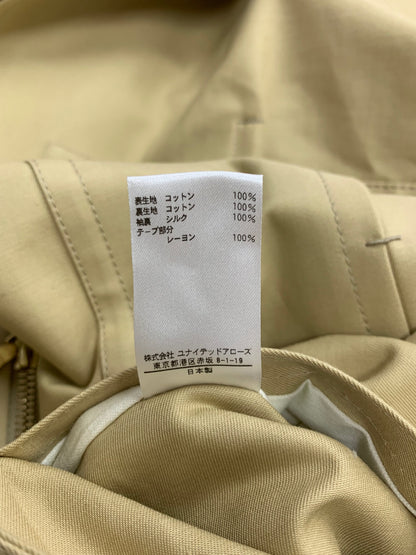 表生地 コットン 100%
裏生地 コットン 100%
袖裏 シルク 100%
テープ部分
レーヨン 100%
株式会社 ユナイテッドアローズ
東京都港区赤坂 8-1-19
日本製